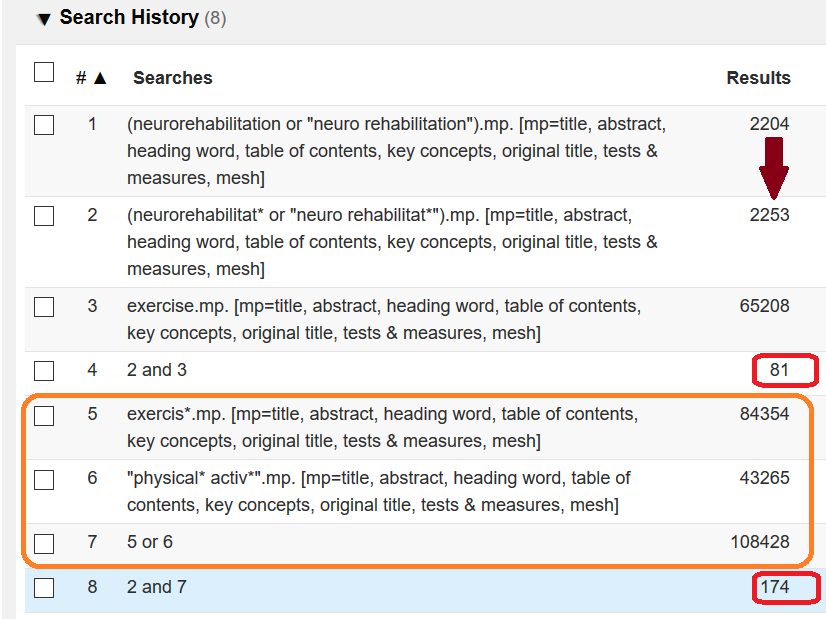 ▼ Search History (8)
# ▲ Searches Results
1 (neurorehabilitation or "neuro rehabilitation").mp. [mp=title, abstract, 2204
heading word, table of contents, key concepts, original title, tests &
measures, mesh]
2 (neurorehabilitat* or "neuro rehabilitat*").mp. [mp=title, abstract, 2253
heading word, table of contents, key concepts, original title, tests &
measures, mesh]
3 exercise.mp. [mp=title, abstract, heading word, table of contents, 65208
key concepts, original title, tests & measures, mesh]
4 2 and 3 81
5 exercis*.mp. [mp=title, abstract, heading word, table of contents, 84354
key concepts, original title, tests & measures, mesh]
6 "physical* activ*".mp. [mp=title, abstract, heading word, table of 43265
contents, key concepts, original title, tests & measures, mesh]
7 5 or 6 108428
8 2 and 7 174